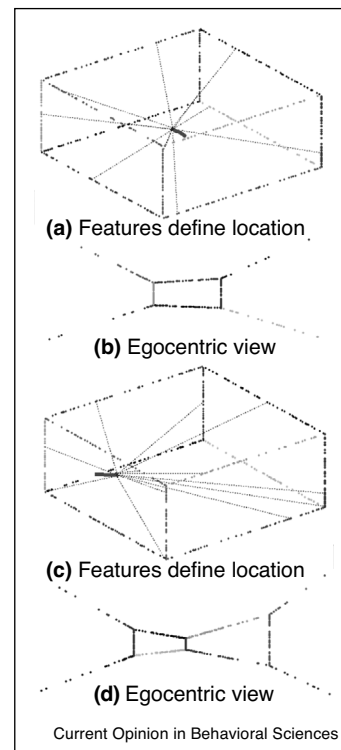 (a) Features define location
(b) Egocentric view
(c) Features define location
(d) Egocentric view
Current Opinion in Behavioral Sciences